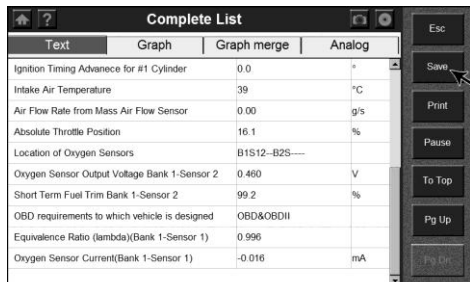 ? Complete List
Esc
Text Graph Graph merge Analog
Ignition Timing Advanece for #1 Cylinder 0.0 °
Save
Intake Air Temperature 39 °C
Air Flow Rate from Mass Air Flow Sensor 0.00 g/s
Print
Absolute Throttle Position 16.1 %
Pause
Location of Oxygen Sensors B1S12--B2S-----
Oxygen Sensor Output Voltage Bank 1-Sensor 2 0.460 V
To Top
Short Term Fuel Trim Bank 1-Sensor 2 99.2 %
OBD requirements to which vehicle is designed OBD&OBDII
Pg Up
Equivalence Ratio (lambda)(Bank 1-Sensor 1) 0.996
Oxygen Sensor Current(Bank 1-Sensor 1) -0.016 mA
Pg Dn